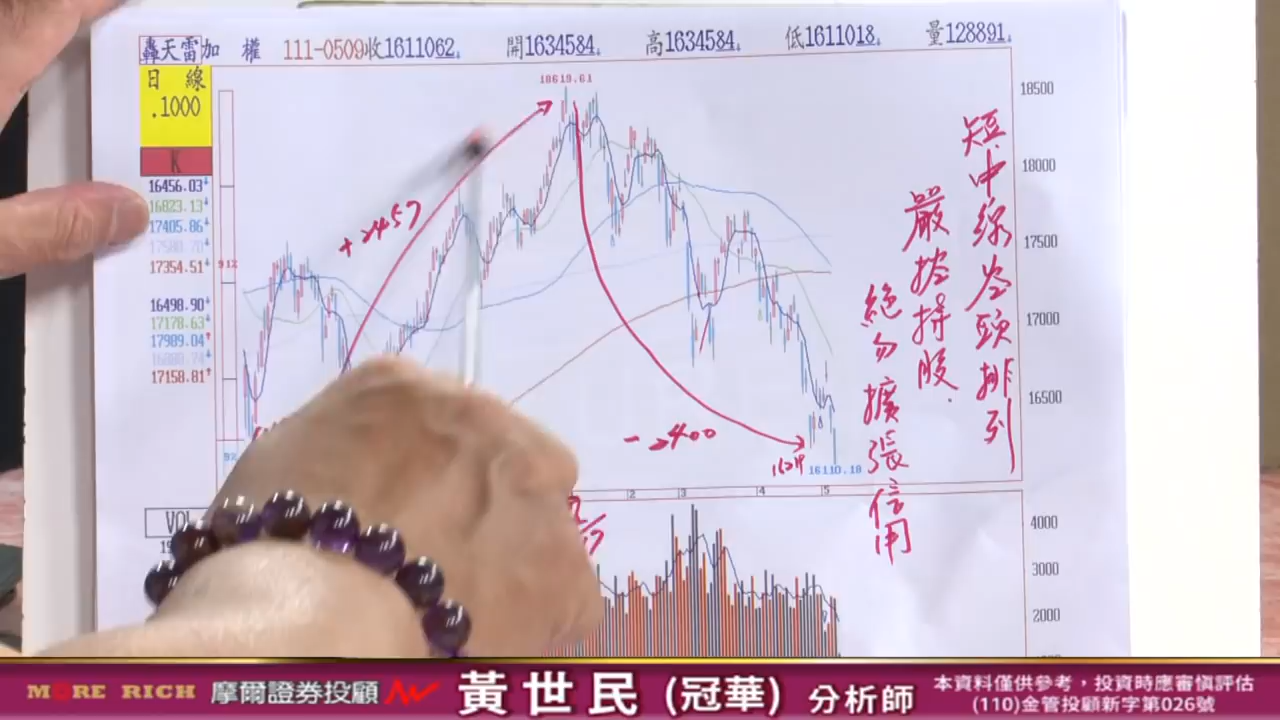 轟天雷加 權 111-0509收1611062↓ 開1634584↓ 高1634584↓ 低1611018↓ 量128891↓
日 線
.1000
K
16456.03↓
16823.13↓
17405.86↓
17354.51↓
16498.90↓
17178.63↓
17989.04↑
17158.81↑
18619.61
18500
18000
17500
17000
16500
+2457
-2400
16110.18
短中線空頭排列
嚴控持股.
絕勿擴張信用
2 3 4 5
VOL
4000
3000
2000
MORE RICH 摩爾證券投顧 黃世民(冠華) 分析師
本資料僅供參考，投資時應審慎評估
(110)金管投顧新字第026號